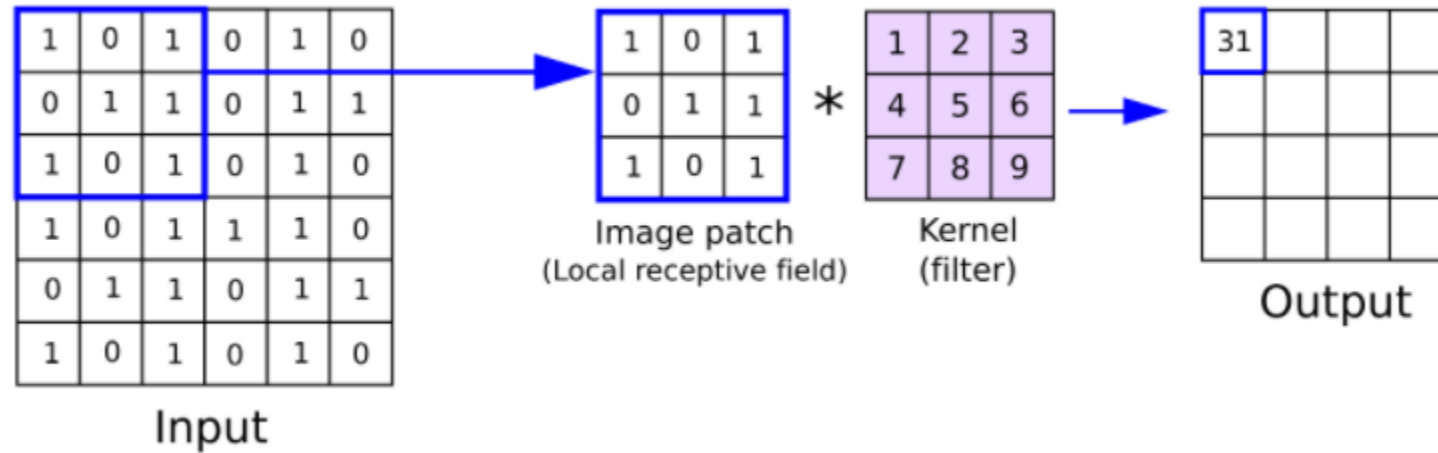 1 0 1 0 1 0
0 1 1 0 1 1
1 0 1 0 1 0
1 0 1 1 1 0
0 1 1 0 1 1
1 0 1 0 1 0
Input
1 0 1
0 1 1
1 0 1
Image patch
(Local receptive field)
*
1 2 3
4 5 6
7 8 9
Kernel
(filter)
31
Output